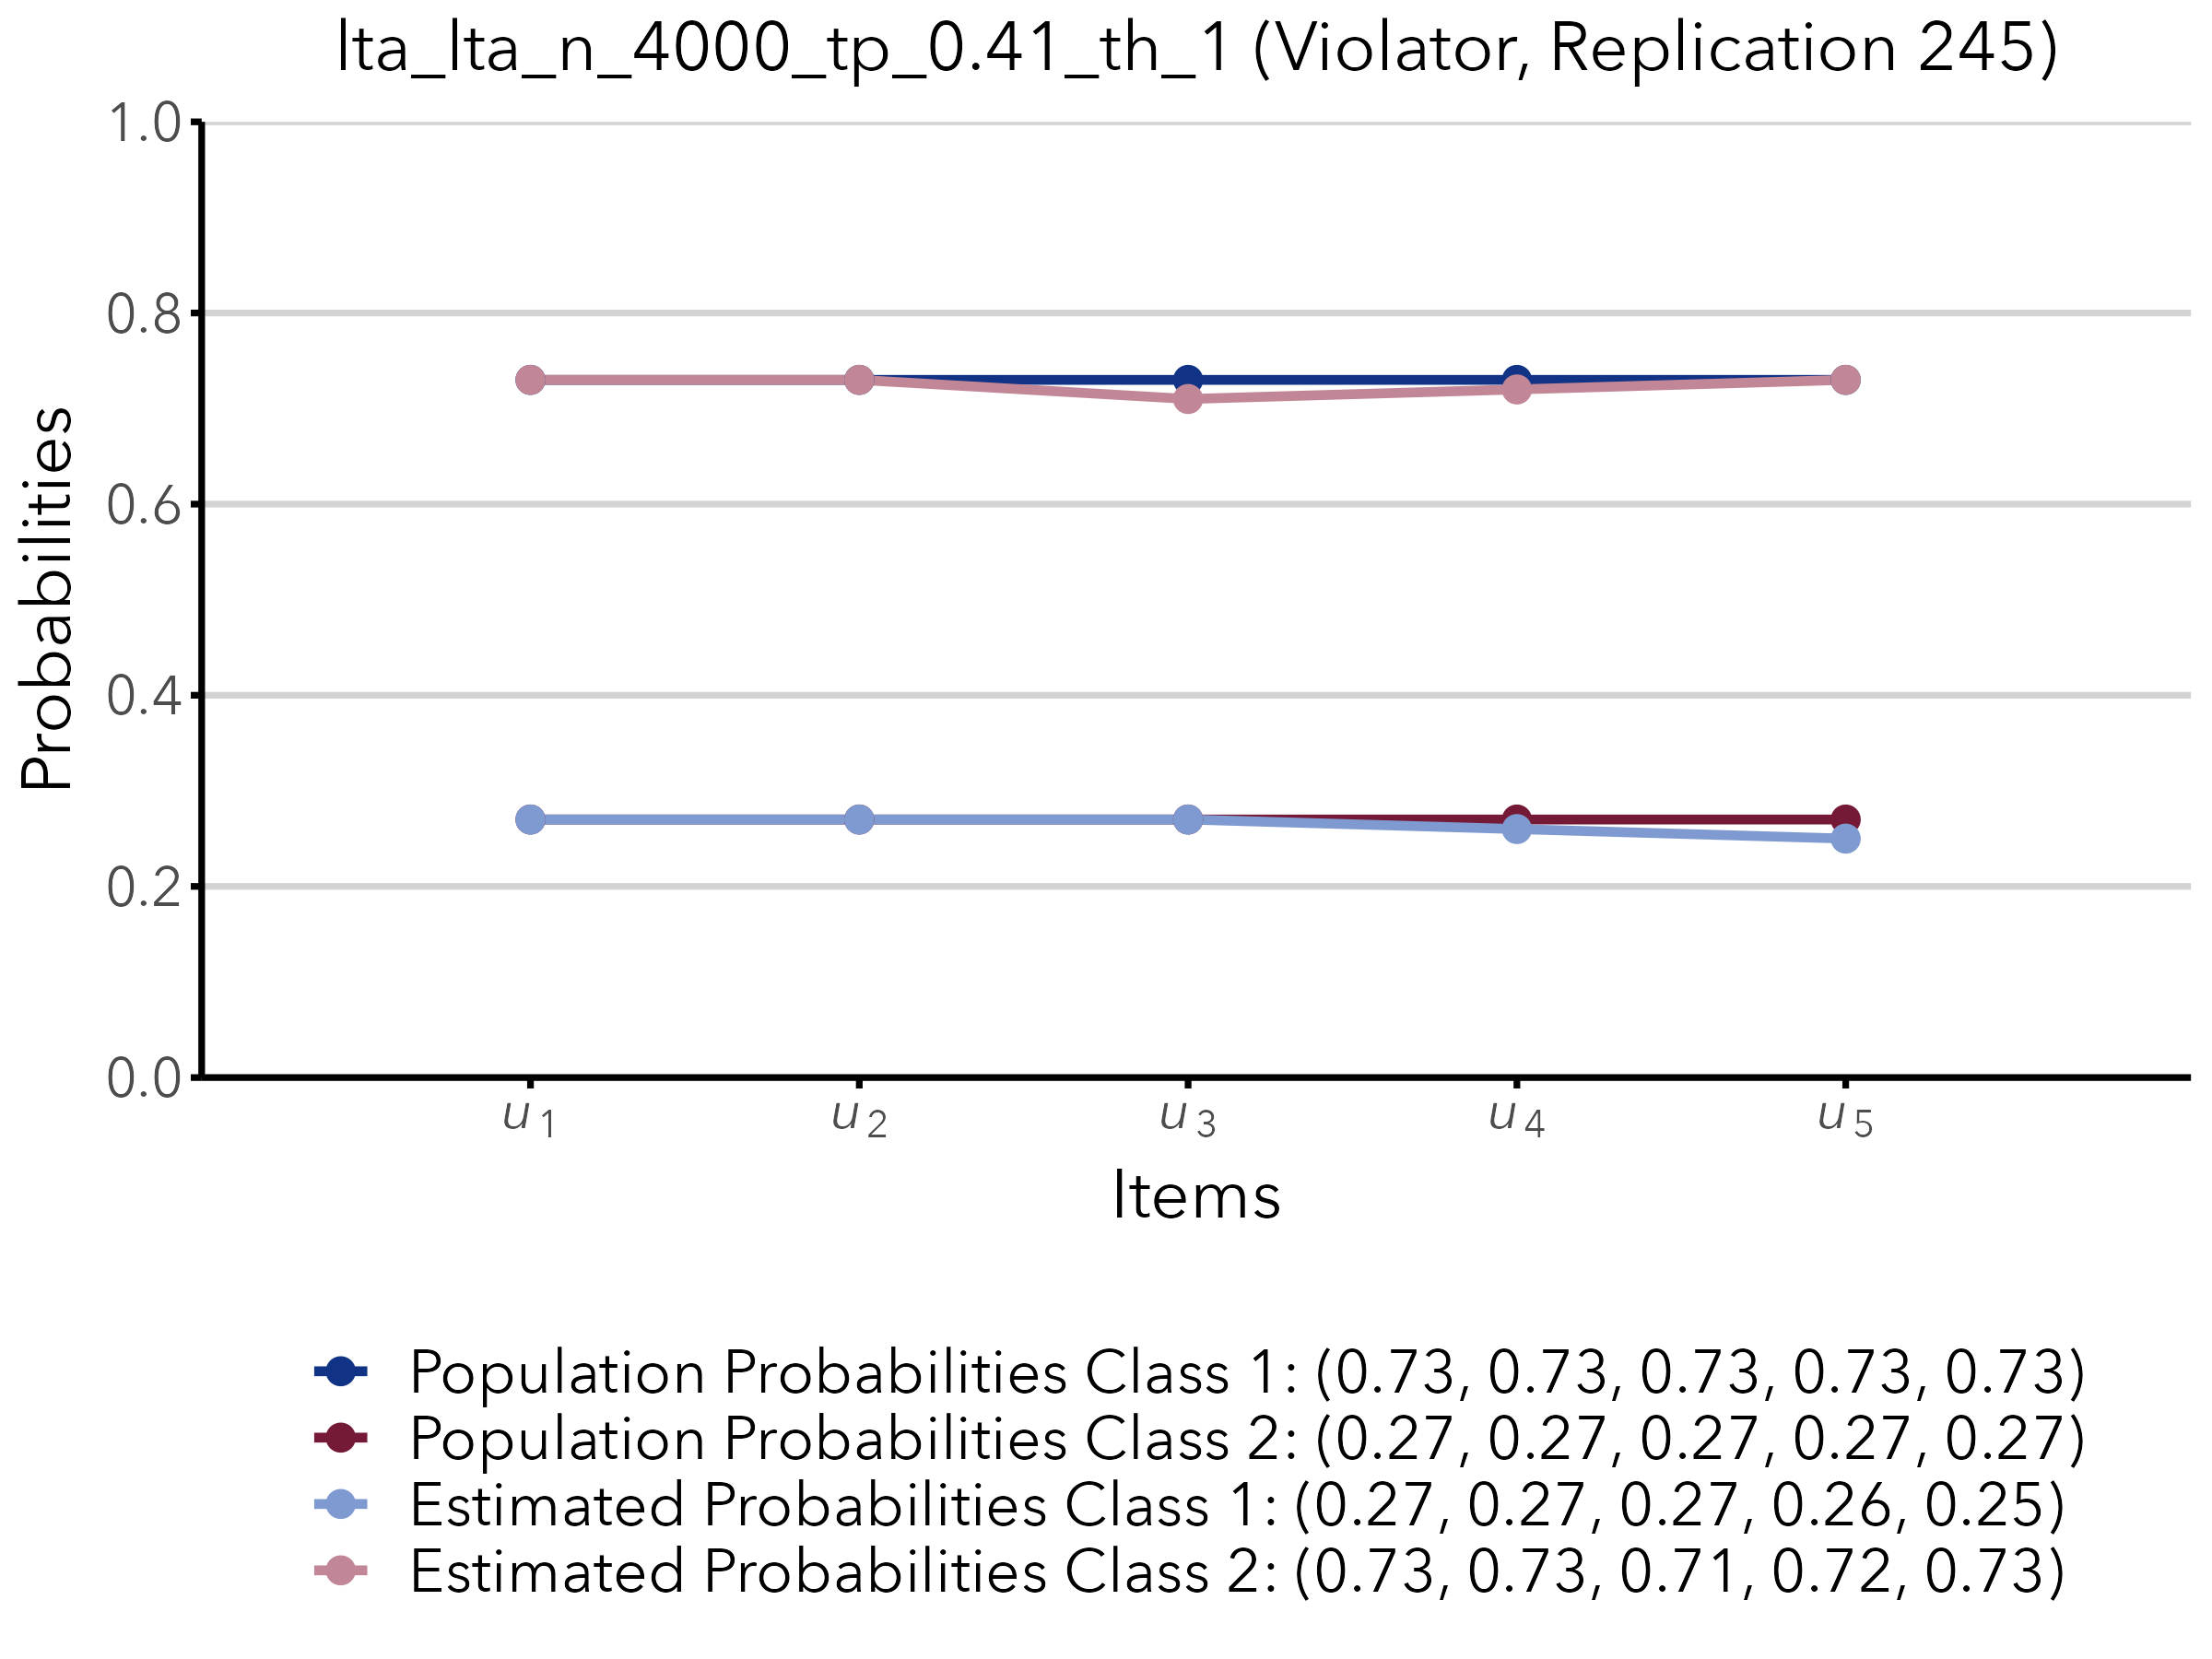 lta_lta_n_4000_tp_0.41_th_1 (Violator, Replication 245)
1.0
0.8
0.6
0.4
0.2
0.0
Probabilities
u1 u2 u3 u4 u5
Items
Population Probabilities Class 1: (0.73, 0.73, 0.73, 0.73, 0.73)
Population Probabilities Class 2: (0.27, 0.27, 0.27, 0.27, 0.27)
Estimated Probabilities Class 1: (0.27, 0.27, 0.27, 0.26, 0.25)
Estimated Probabilities Class 2: (0.73, 0.73, 0.71, 0.72, 0.73)